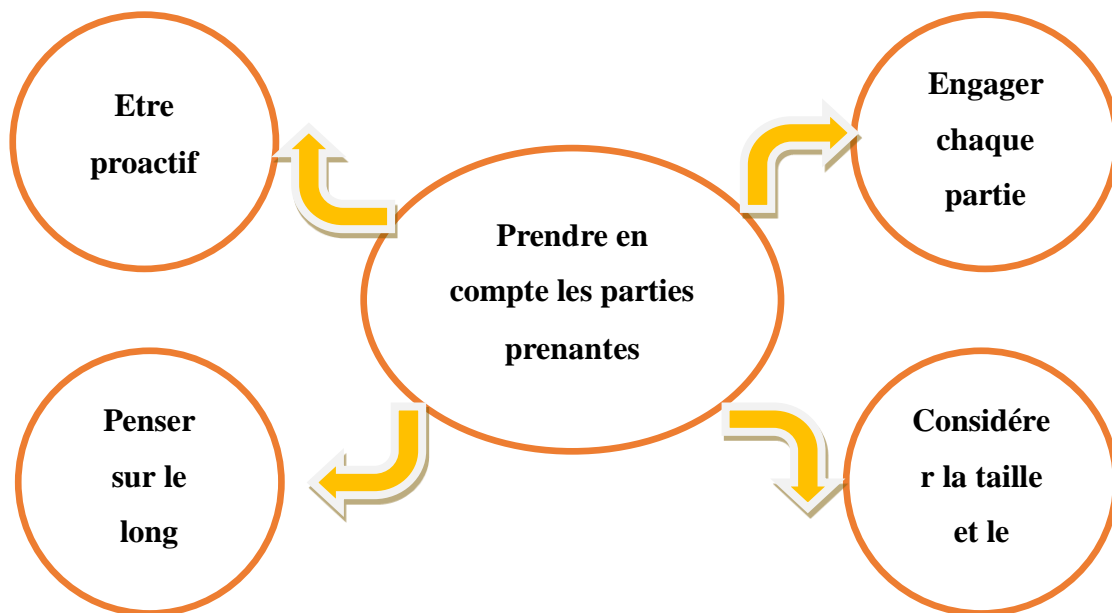 Etre
proactif
Engager
chaque
partie
Prendre en
compte les parties
prenantes
Penser
sur le
long
Considére
r la taille
et le